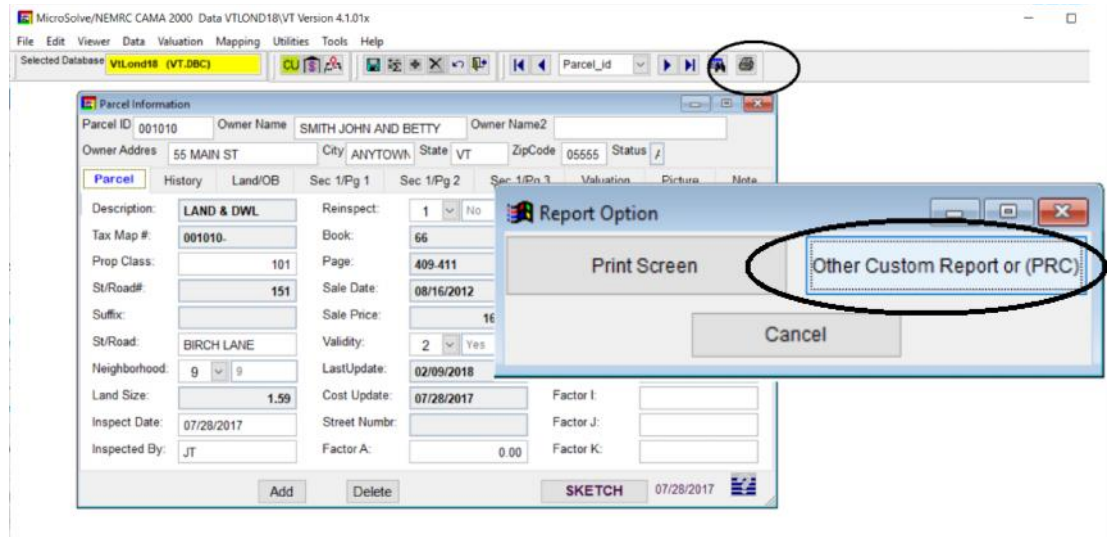 MicroSolve/NEMRC CAMA 2000 Data VTLOND18\VT Version 4.1.01x
File Edit Viewer Data Valuation Mapping Utilities Tools Help
Selected Database VtLond18 (VT.DBC) CU Parcel_id
Parcel Information
Parcel ID 001010 Owner Name SMITH JOHN AND BETTY Owner Name2
Owner Addres 55 MAIN ST City ANYTOWN State VT ZipCode 05555 Status
Parcel History Land/OB Sec 1/Pg 1 Sec 1/Pg 2 Sec 1/Pg 3 Valuation Picture Note
Description: LAND & DWL Reinspect: 1 No
Tax Map #: 001010- Book: 66
Prop Class: 101 Page: 409-411
St/Road#: 151 Sale Date: 08/16/2012
Suffix: Sale Price: 16
St/Road: BIRCH LANE Validity: 2 Yes
Neighborhood: 9 9 LastUpdate: 02/09/2018
Land Size: 1.59 Cost Update: 07/28/2017 Factor I:
Inspect Date: 07/28/2017 Street Numbr: Factor J:
Inspected By: JT Factor A: 0.00 Factor K:
Add Delete SKETCH 07/28/2017
Report Option
Print Screen Other Custom Report or (PRC)
Cancel